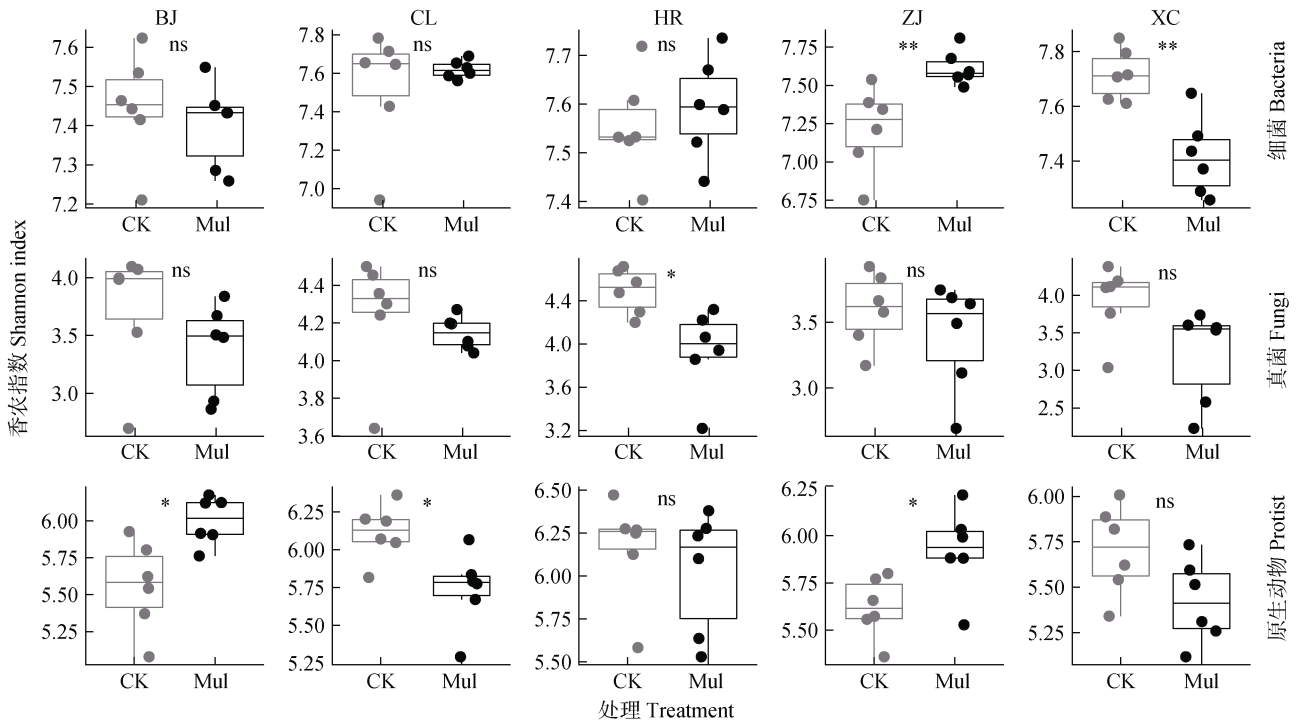 BJ CL HR ZJ XC
7.6 7.5 7.4 7.3 7.2
ns
CK Mul
7.8 7.6 7.4 7.2 7.0
ns
CK Mul
7.7 7.6 7.5 7.4
ns
CK Mul
7.75 7.50 7.25 7.00 6.75
**
CK Mul
7.8 7.6 7.4
**
CK Mul
细菌 Bacteria
香农指数 Shannon index
4.0 3.5 3.0
ns
CK Mul
4.4 4.2 4.0 3.8 3.6
ns
CK Mul
4.4 4.0 3.6 3.2
*
CK Mul
3.5 3.0
ns
CK Mul
4.0 3.5 3.0 2.5
ns
CK Mul
真菌 Fungi
6.00 5.75 5.50 5.25
*
CK Mul
6.25 6.00 5.75 5.50 5.25
*
CK Mul
6.50 6.25 6.00 5.75 5.50
ns
CK Mul
6.25 6.00 5.75 5.50
*
CK Mul
6.00 5.75 5.50 5.25
ns
CK Mul
原生动物 Protist
处理 Treatment